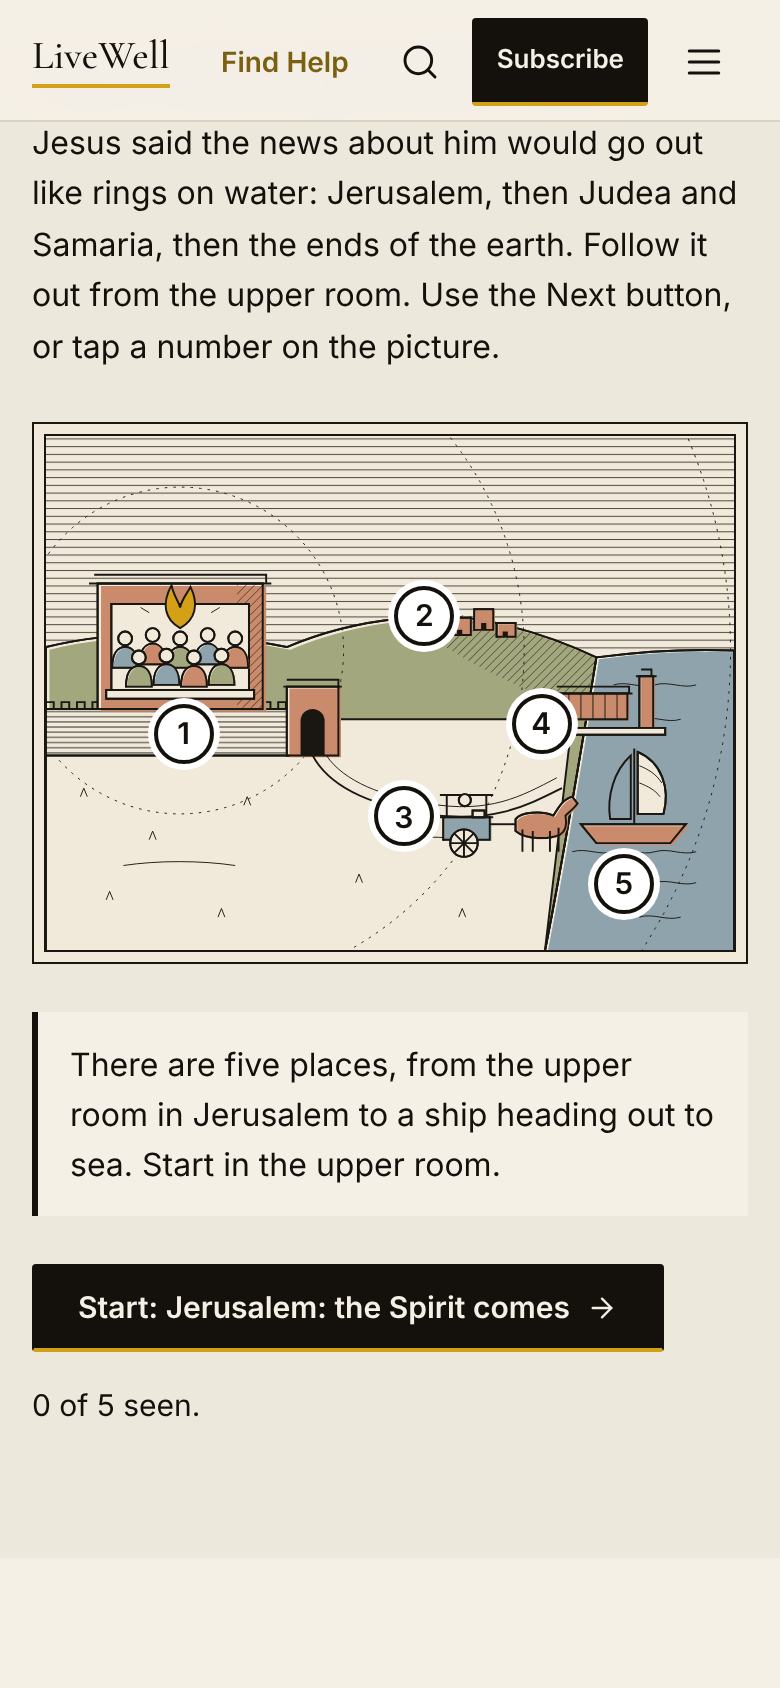 LiveWell
Find Help
Subscribe
Jesus said the news about him would go out
like rings on water: Jerusalem, then Judea and
Samaria, then the ends of the earth. Follow it
out from the upper room. Use the Next button,
or tap a number on the picture.
2
1
4
3
5
There are five places, from the upper
room in Jerusalem to a ship heading out to
sea. Start in the upper room.
Start: Jerusalem: the Spirit comes →
0 of 5 seen.